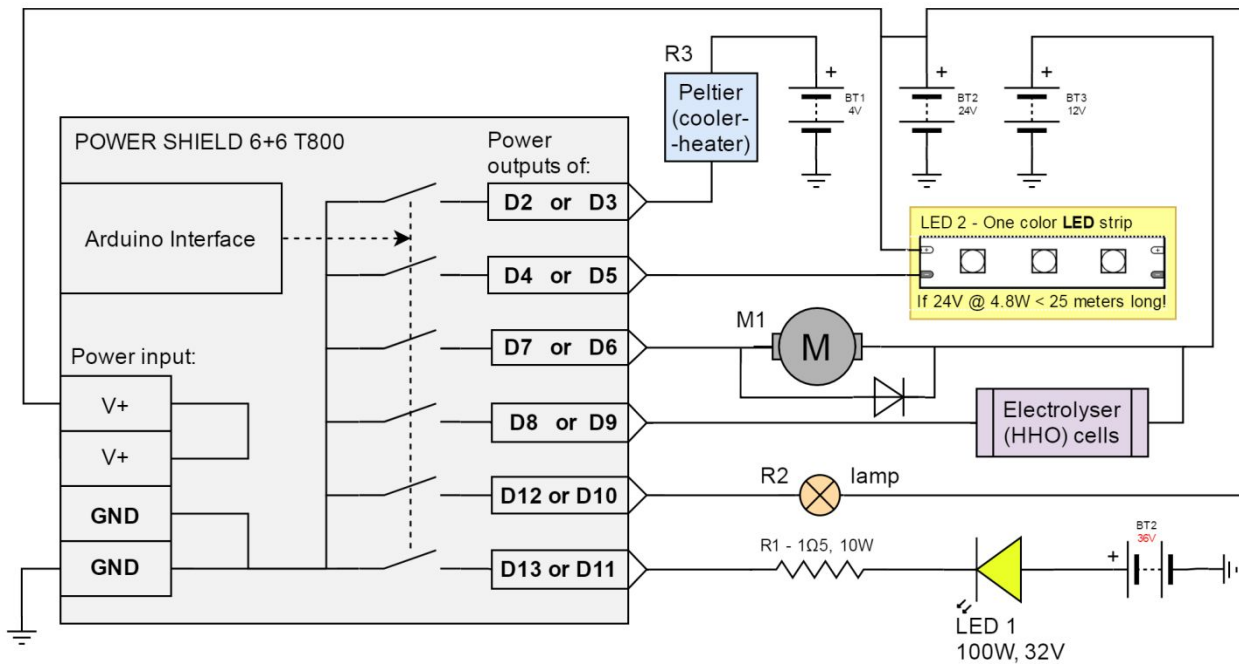 R3
Peltier
(cooler-
-heater)
+
BT1
4V
+
BT2
24V
+
BT3
12V
POWER SHIELD 6+6 T800
Power
outputs of:
Arduino Interface
D2 or D3
D4 or D5
D7 or D6
D8 or D9
D12 or D10
D13 or D11
LED 2 - One color LED strip
+
+
If 24V @ 4.8W < 25 meters long!
M1
M
Power input:
V+
V+
GND
GND
Electrolyser
(HHO) cells
R2
lamp
R1 - 1Ω5, 10W
BT2
36V
+
LED 1
100W, 32V